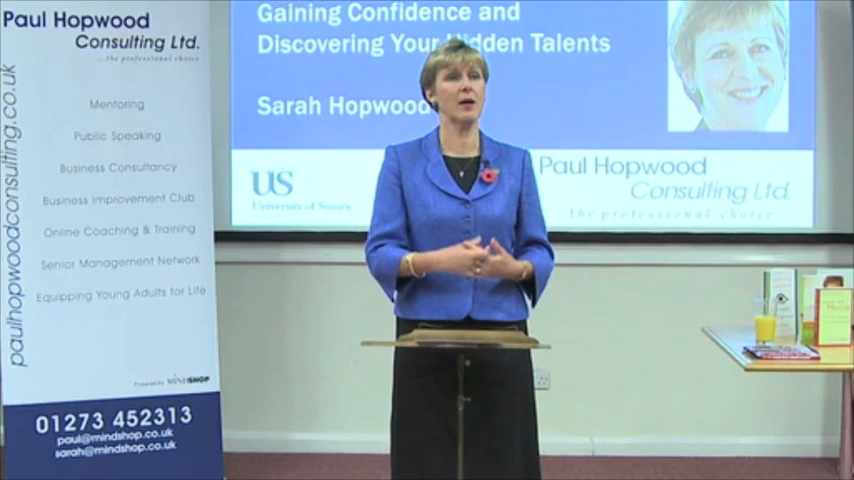 Paul Hopwood
Consulting Ltd.
...the professional choice
Mentoring
Public Speaking
Business Consultancy
Business Improvement Club
Online Coaching & Training
Senior Management Network
Equipping Young Adults for Life
paulhopwoodconsulting.co.uk
Powered by MINDSHOP
01273 452313
paul@mindshop.co.uk
sarah@mindshop.co.uk
Gaining Confidence and
Discovering Your Hidden Talents
Sarah Hopwood
US
University of Sussex
Paul Hopwood
Consulting Ltd.
...the professional choice